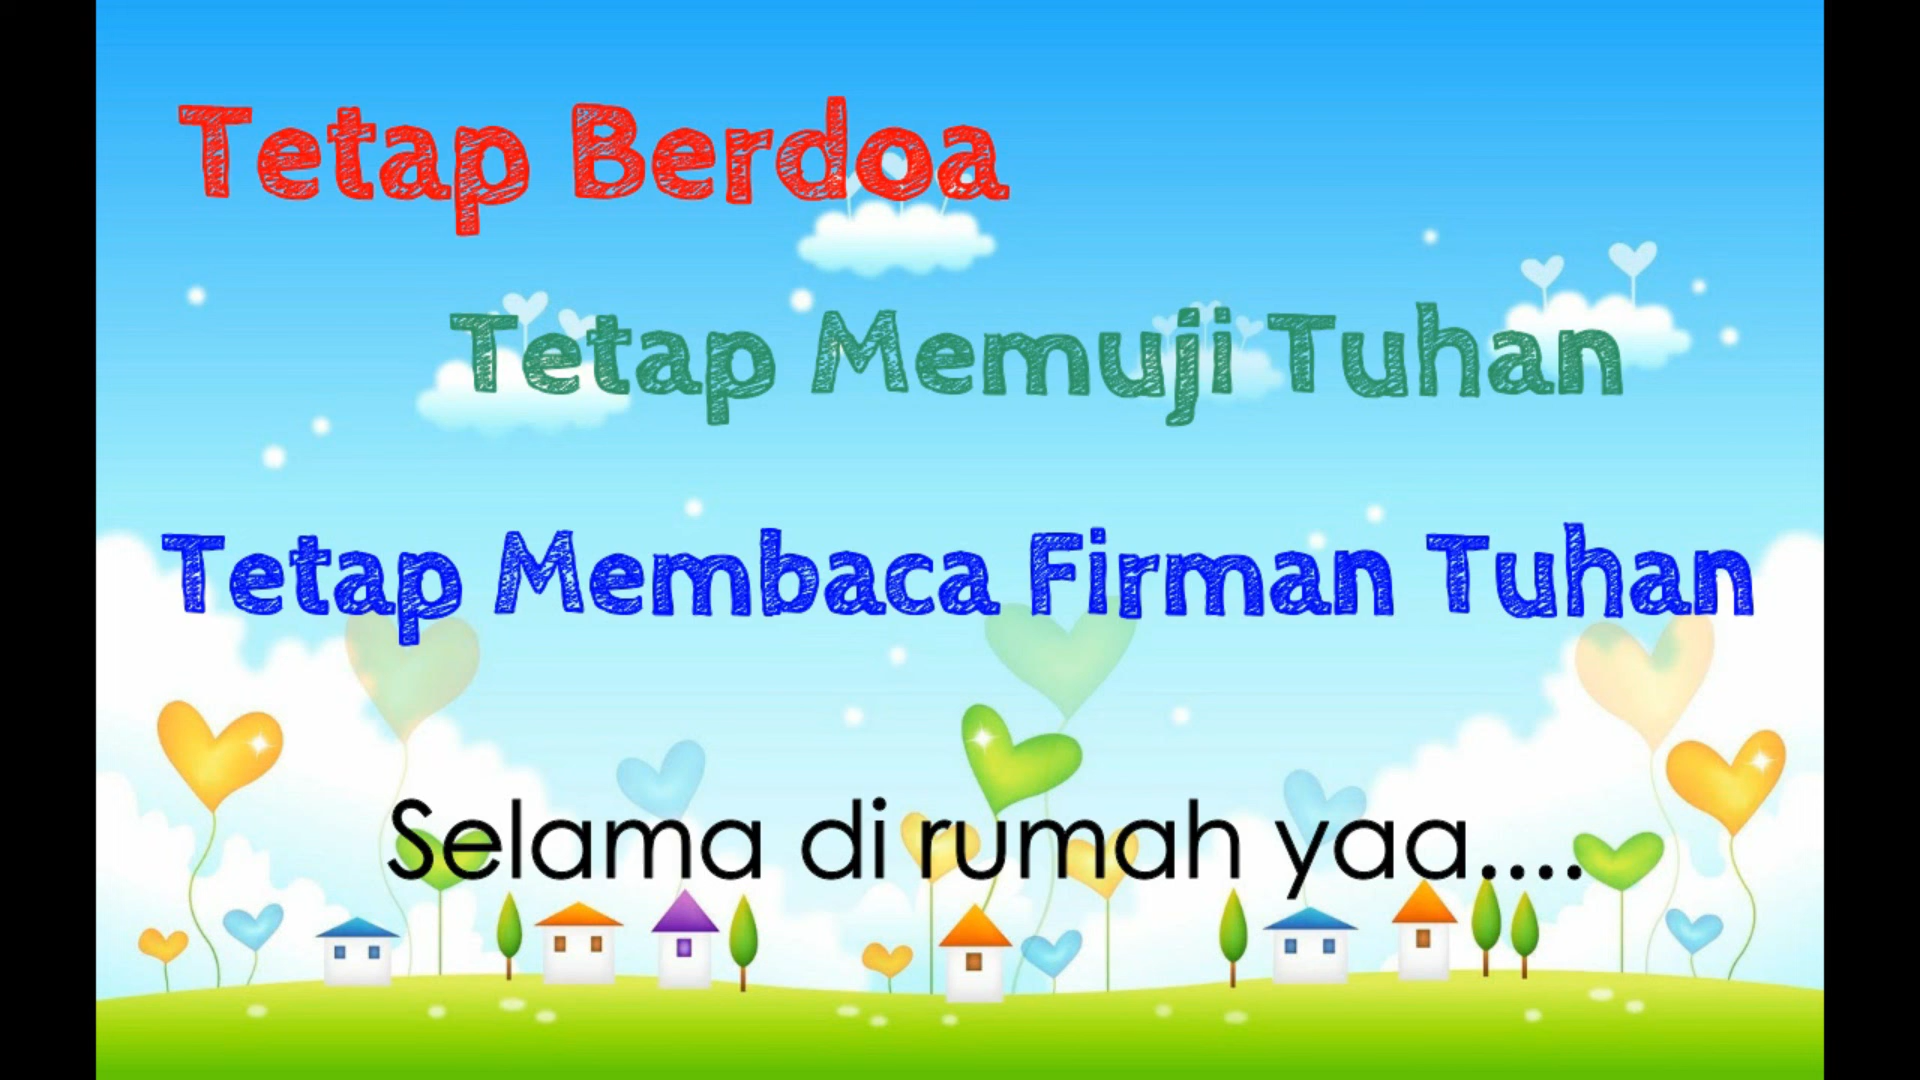 Tetap Berdoa
Tetap Memuji Tuhan
Tetap Membaca Firman Tuhan
Selama di rumah yaa....